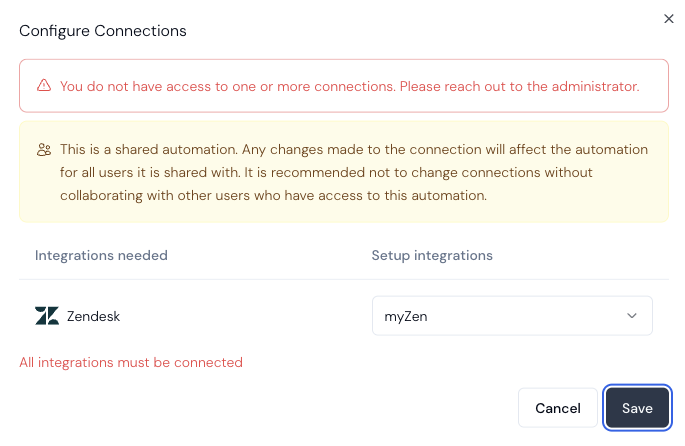 Configure Connections
You do not have access to one or more connections. Please reach out to the administrator.
This is a shared automation. Any changes made to the connection will affect the automation
for all users it is shared with. It is recommended not to change connections without
collaborating with other users who have access to this automation.
Integrations needed
Setup integrations
Zendesk
myZen
All integrations must be connected
Cancel
Save